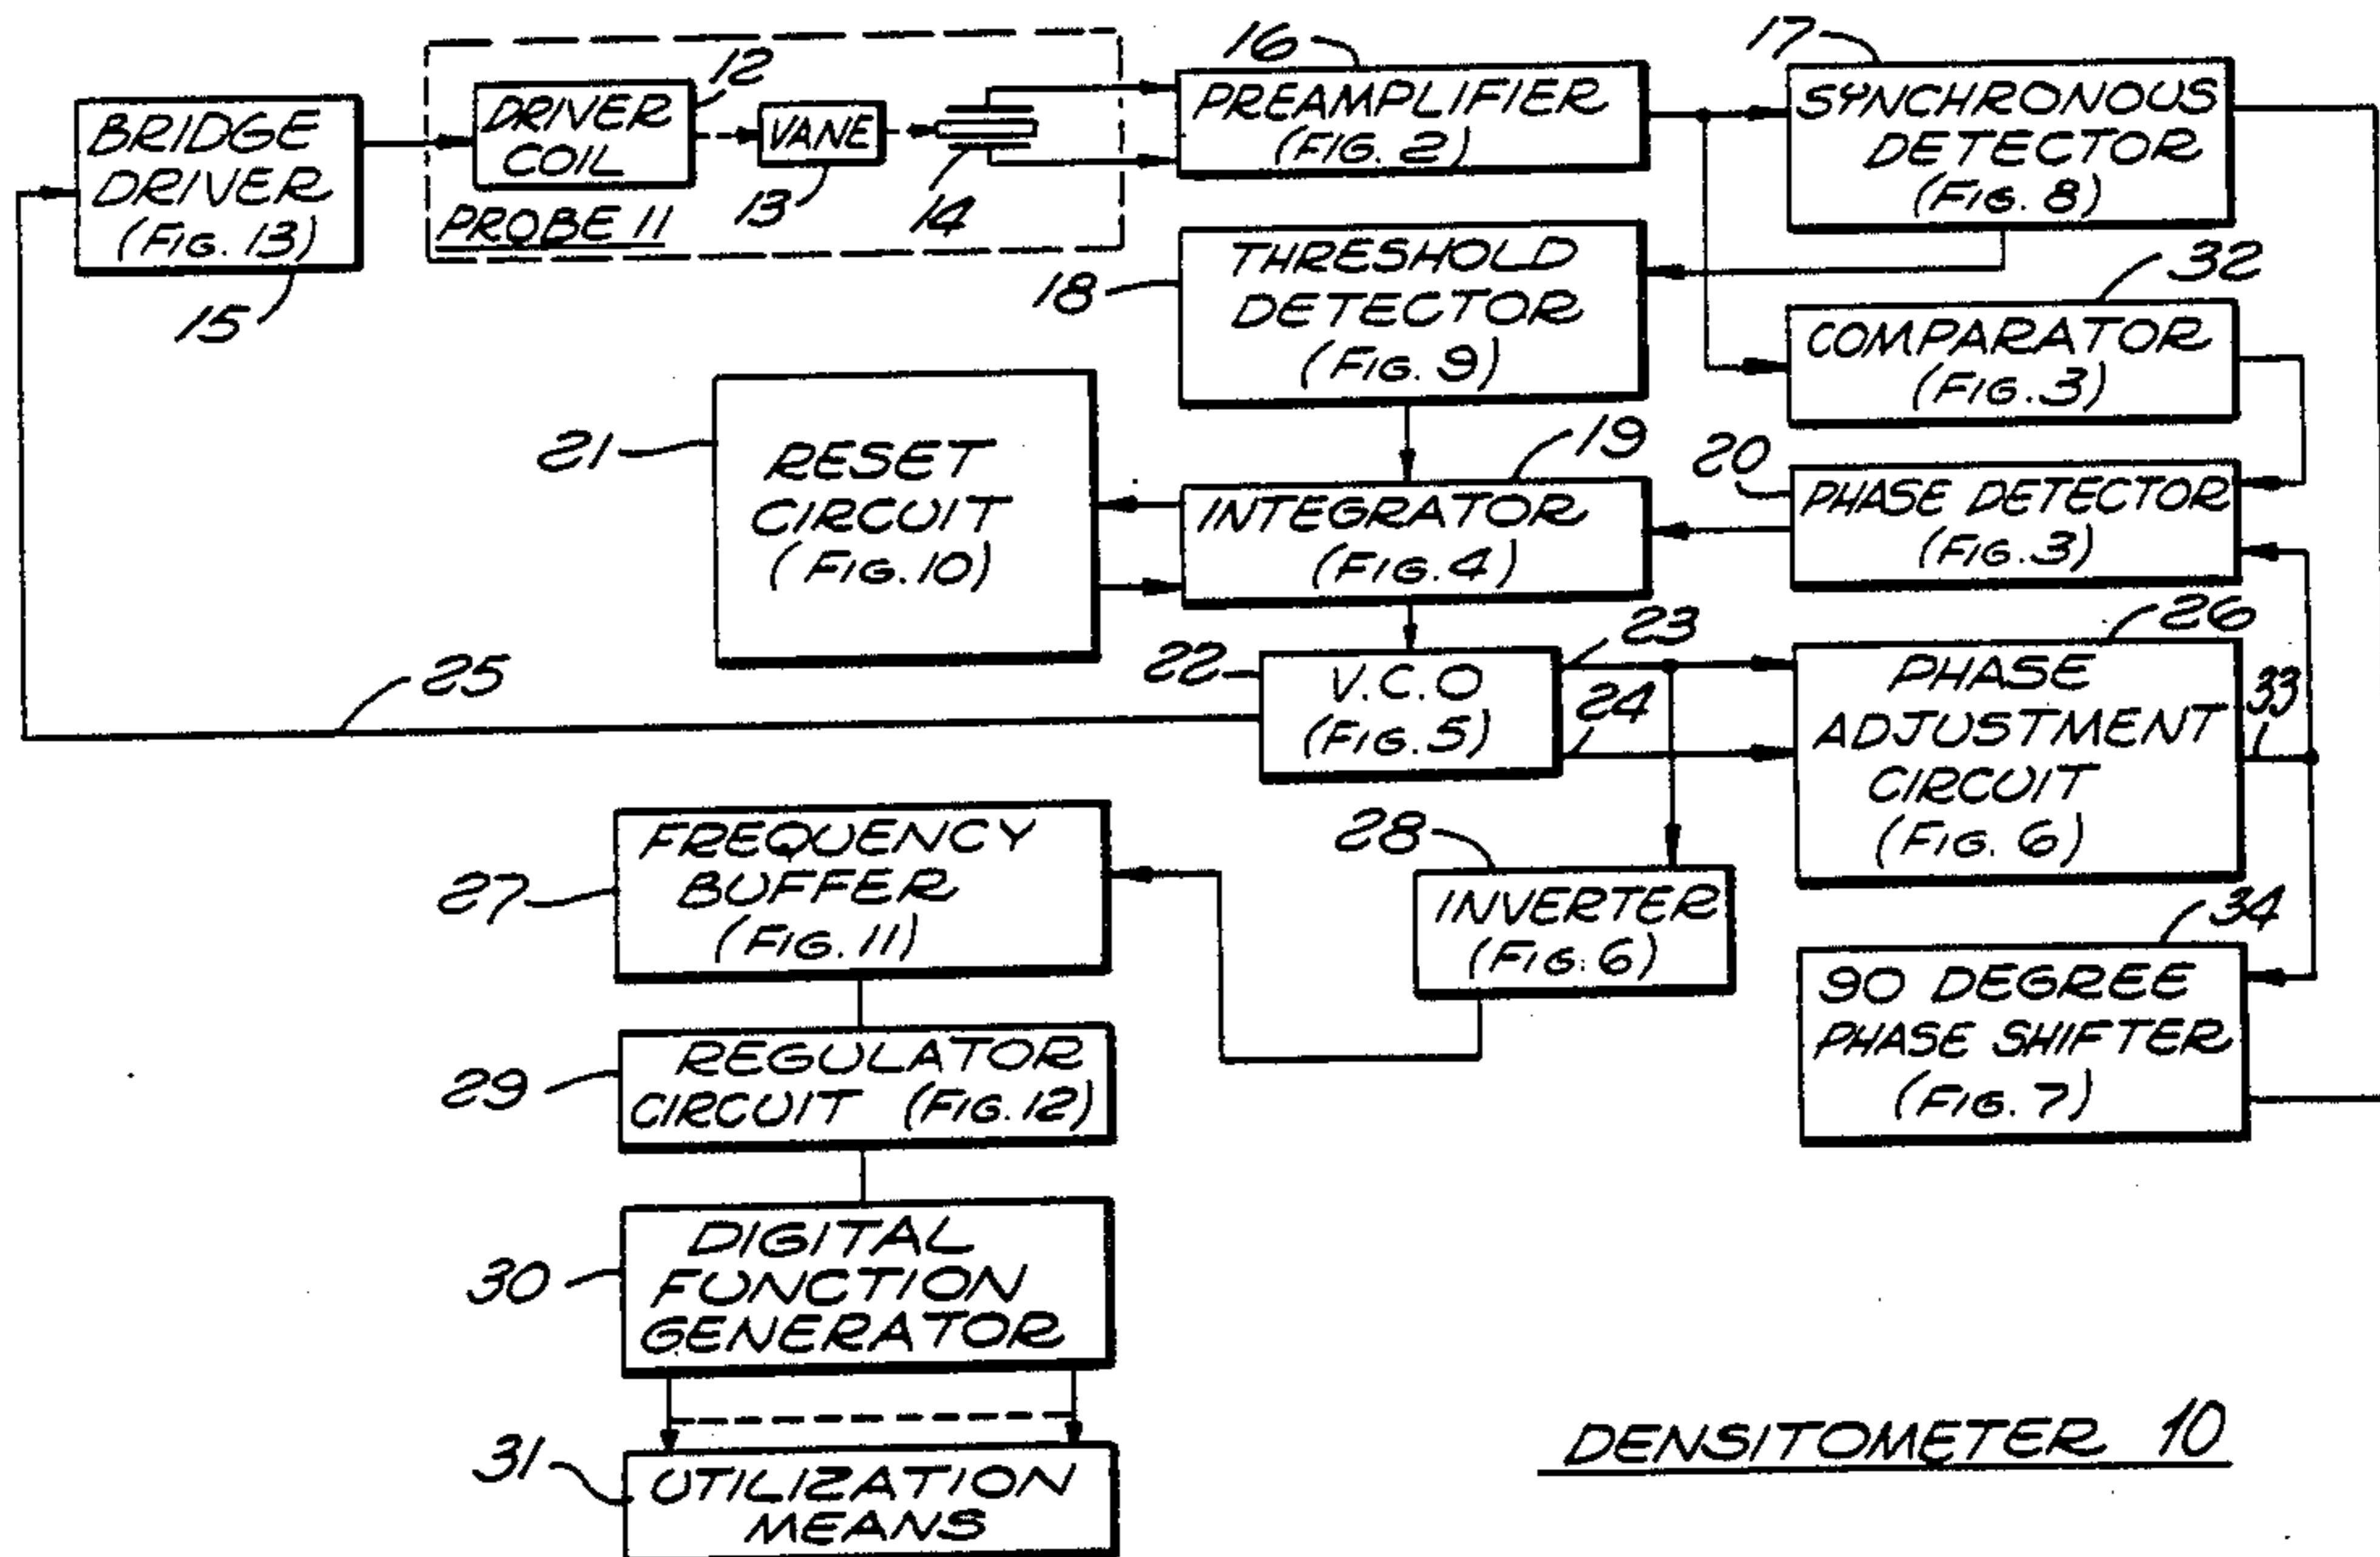 BRIDGE
DRIVER
(FIG. 13)
15
DRIVER
COIL
12
VANE
13
14
PROBE 11
16
PREAMPLIFIER
(FIG. 2)
17
SYNCHRONOUS
DETECTOR
(FIG. 8)
18
THRESHOLD
DETECTOR
(FIG. 9)
32
COMPARATOR
(FIG. 3)
21
RESET
CIRCUIT
(FIG. 10)
19
INTEGRATOR
(FIG. 4)
20
PHASE DETECTOR
(FIG. 3)
25
22
V.C.O
(FIG. 5)
23
24
26
PHASE
ADJUSTMENT
CIRCUIT
(FIG. 6)
33
27
FREQUENCY
BUFFER
(FIG. 11)
28
INVERTER
(FIG. 6)
34
90 DEGREE
PHASE SHIFTER
(FIG. 7)
29
REGULATOR
CIRCUIT (FIG. 12)
30
DIGITAL
FUNCTION
GENERATOR
31
UTILIZATION
MEANS
DENSITOMETER 10